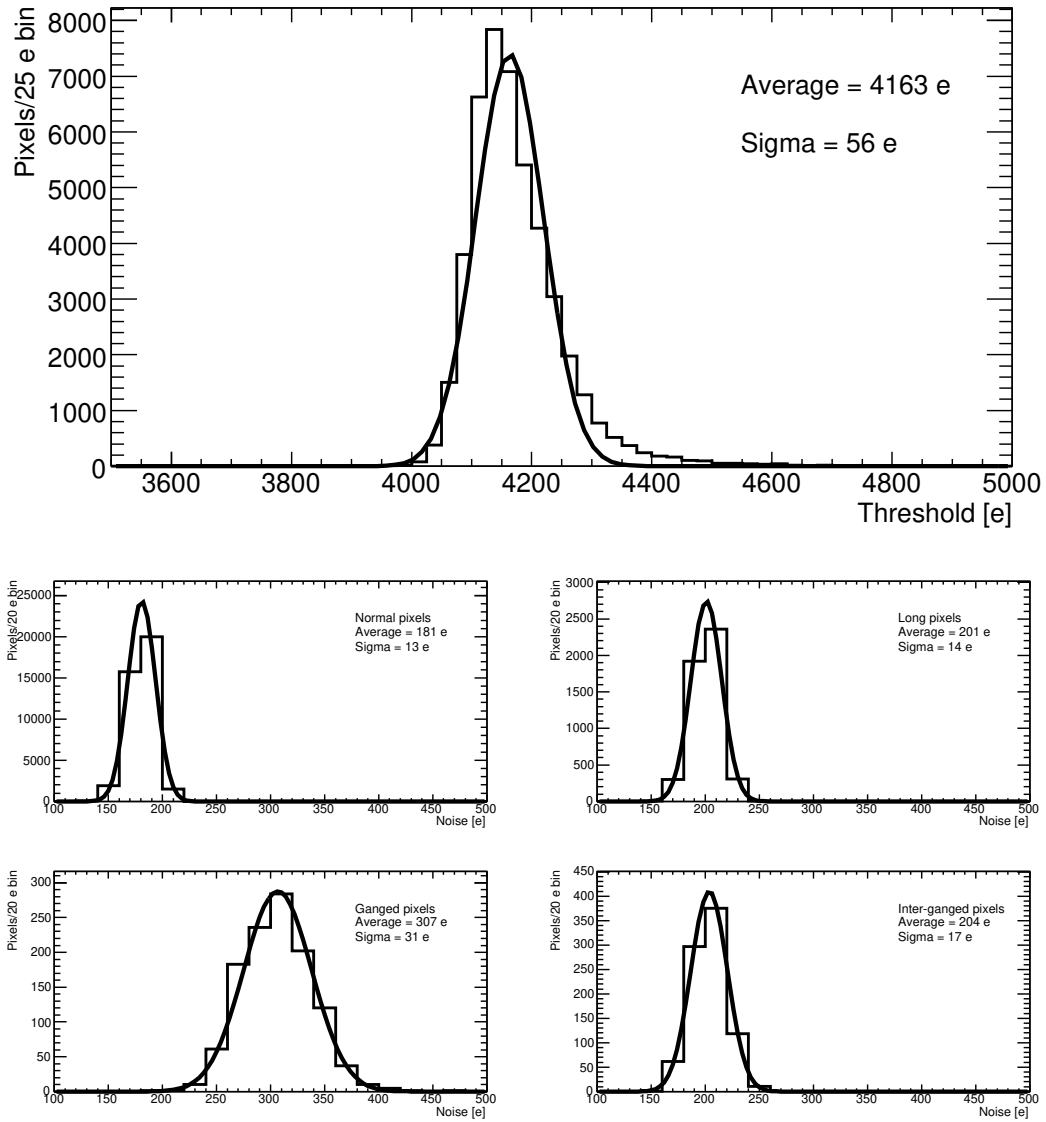 Pixels/25 e bin
8000
7000
6000
5000
4000
3000
2000
1000
0
Average = 4163 e
Sigma = 56 e
3600 3800 4000 4200 4400 4600 4800 5000
Threshold [e]
Pixels/20 e bin
25000
20000
15000
10000
5000
0
Normal pixels
Average = 181 e
Sigma = 13 e
100 150 200 250 300 350 400 450 500
Noise [e]
Pixels/20 e bin
3000
2500
2000
1500
1000
500
0
Long pixels
Average = 201 e
Sigma = 14 e
100 150 200 250 300 350 400 450 500
Noise [e]
Pixels/20 e bin
300
250
200
150
100
50
0
Ganged pixels
Average = 307 e
Sigma = 31 e
100 150 200 250 300 350 400 450 500
Noise [e]
Pixels/20 e bin
450
400
350
300
250
200
150
100
50
0
Inter-ganged pixels
Average = 204 e
Sigma = 17 e
100 150 200 250 300 350 400 450 500
Noise [e]